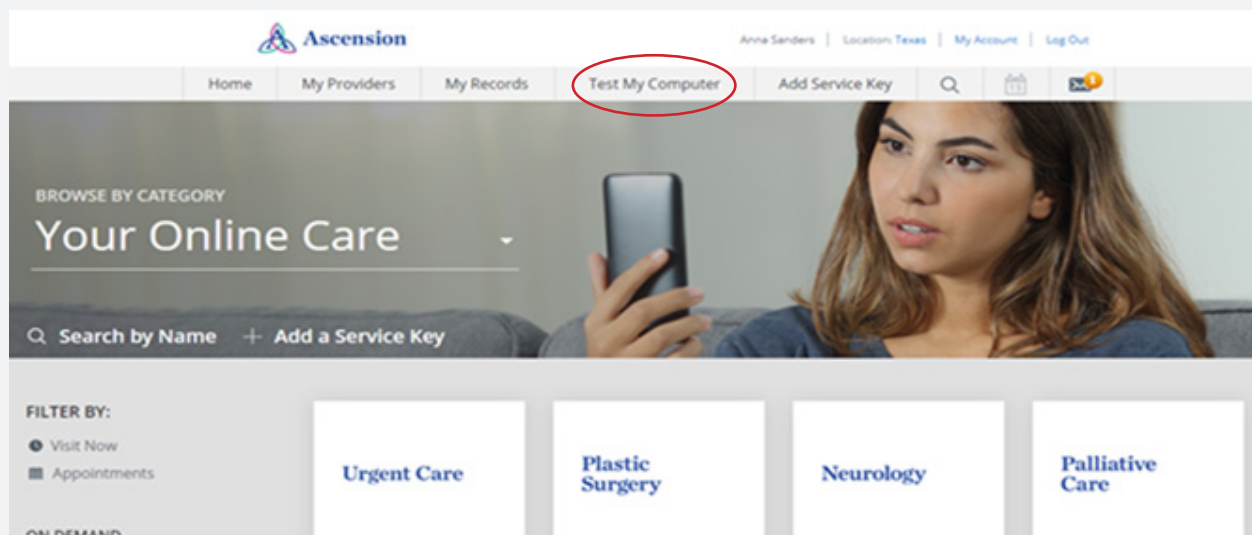 Ascension
Anna Sanders | Location: Texas | My Account | Log Out
Home My Providers My Records Test My Computer Add Service Key
1
BROWSE BY CATEGORY
Your Online Care
Search by Name + Add a Service Key
FILTER BY:
Visit Now
Appointments
ON DEMAND
Urgent Care
Plastic
Surgery
Neurology
Palliative
Care